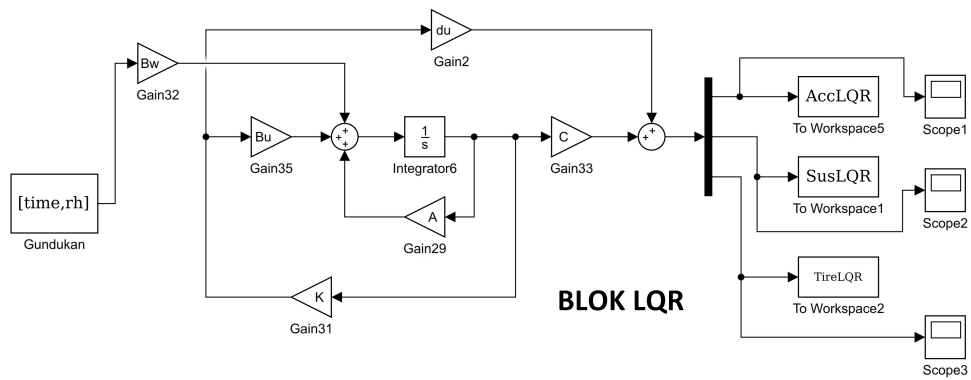 du
Gain2
Bw
Gain32
AccLQR
To Workspace5
Scope1
Bu
Gain35
+
+
+
1
s
Integrator6
C
Gain33
+
+
[time,rh]
Gundukan
A
Gain29
SusLQR
To Workspace1
Scope2
K
Gain31
BLOK LQR
TireLQR
To Workspace2
Scope3